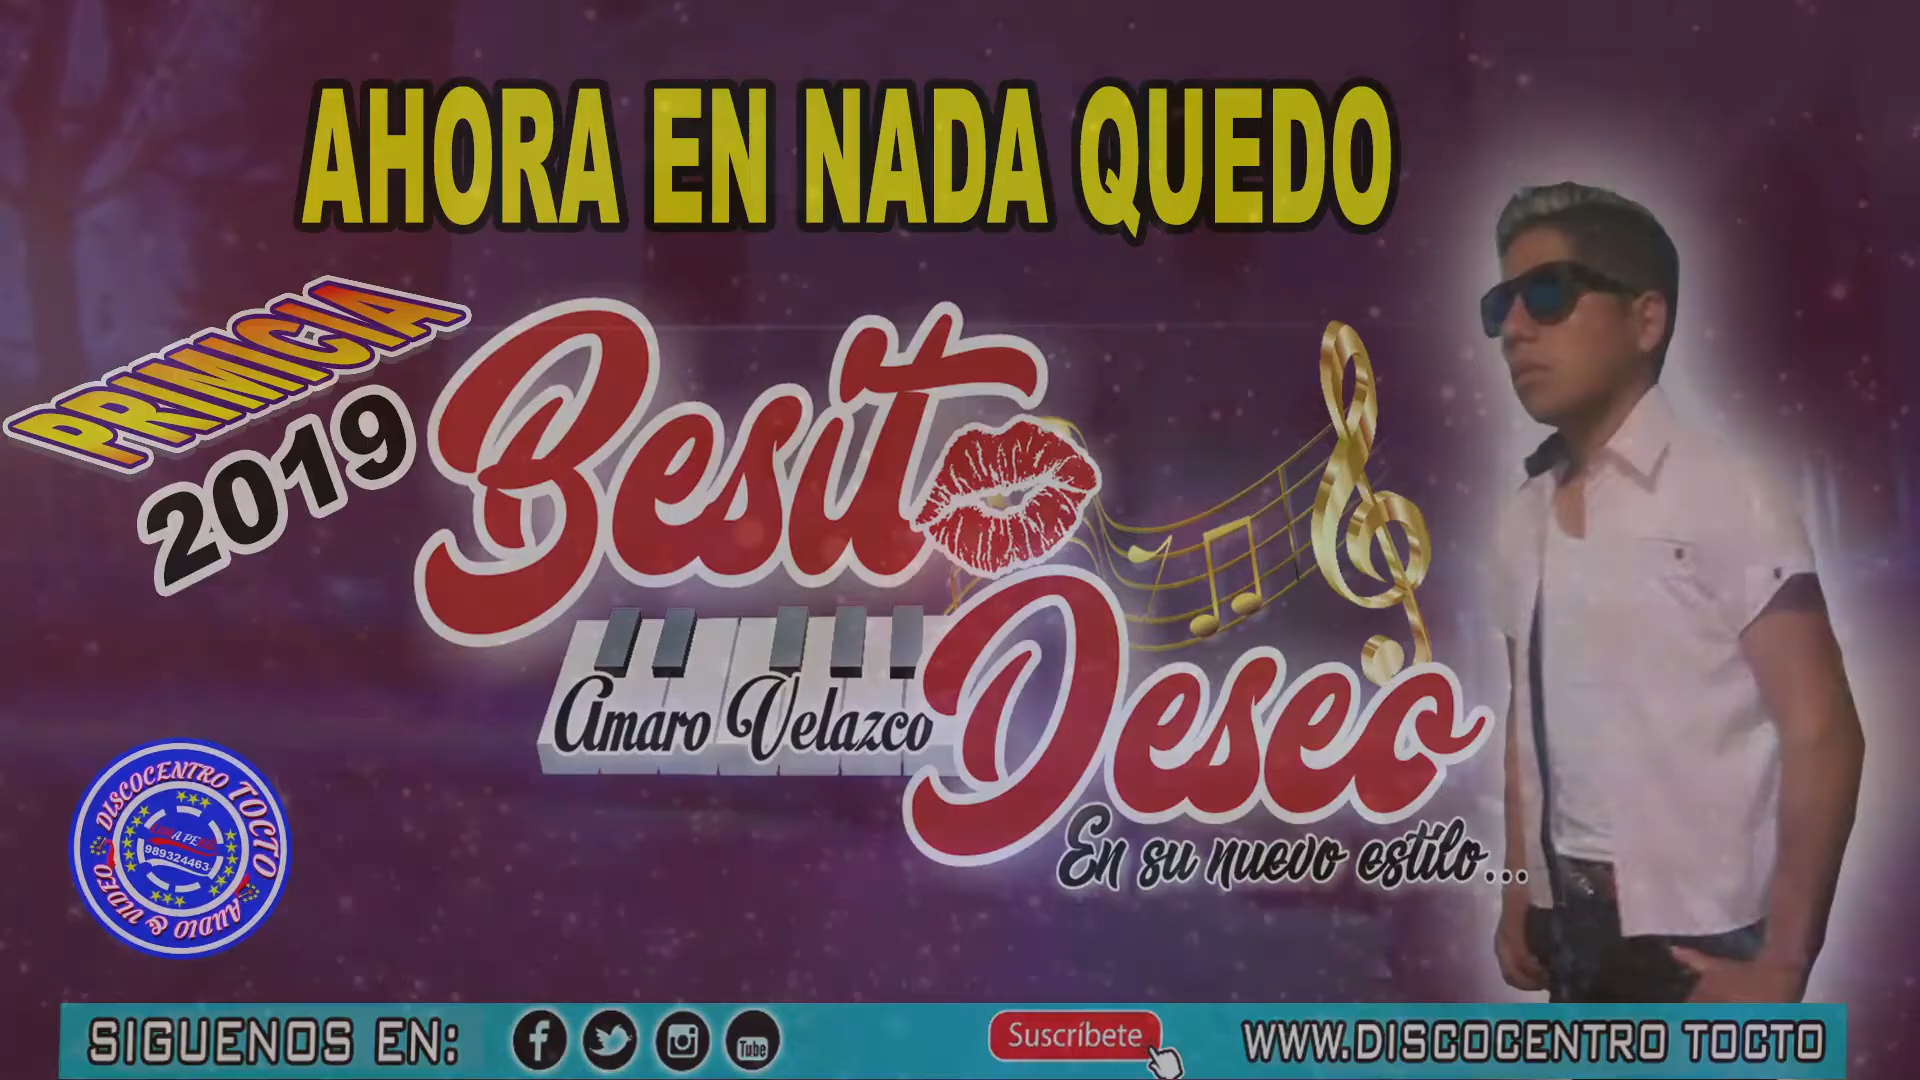 AHORA EN NADA QUEDO
PRIMICIA
2019
Besito
Deseo
Amaro Velazco
En su nuevo estilo...
DISCOCENTRO TOCTO
989324463
AUDIO & VIDEO
SIGUENOS EN:
Tube
Suscríbete
WWW.DISCOCENTRO TOCTO